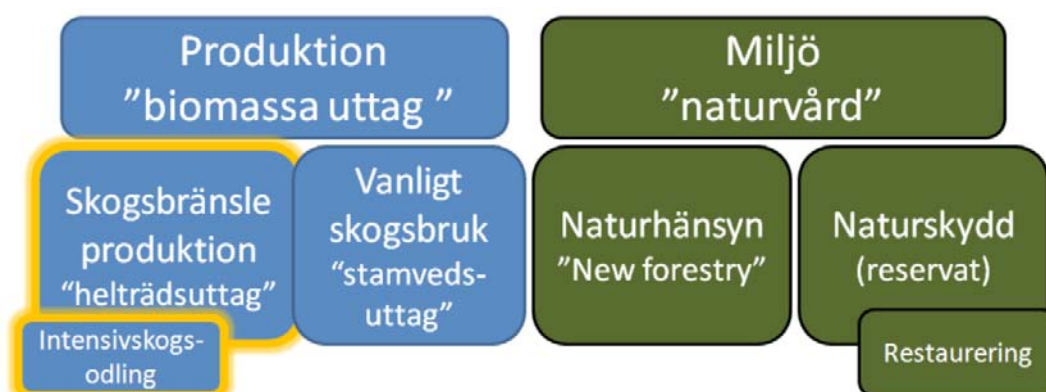 Produktion
”biomassa uttag ”
Miljö
”naturvård”
Skogsbränsle
produktion
“helträdsuttag”
Intensivskogs-
odling
Vanligt
skogsbruk
“stamveds-
uttag”
Naturhänsyn
”New forestry”
Naturskydd
(reservat)
Restaurering